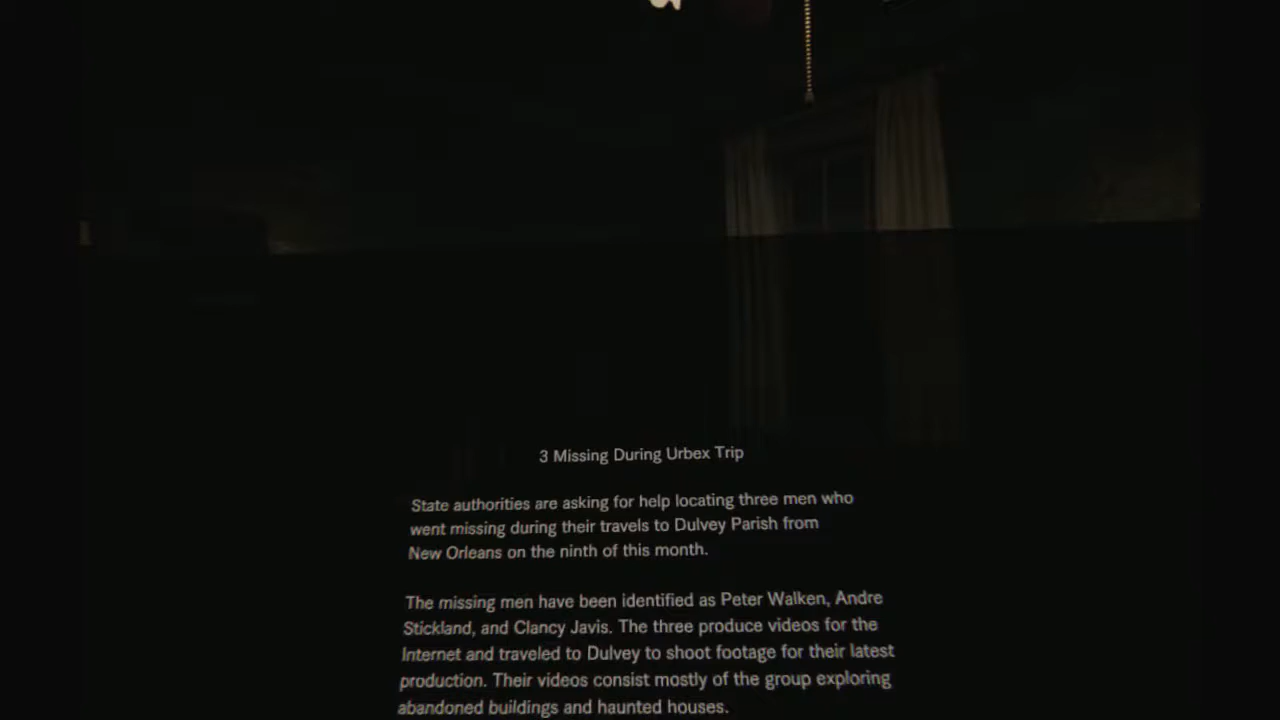 3 Missing During Urbex Trip
State authorities are asking for help locating three men who
went missing during their travels to Dulvey Parish from
New Orleans on the ninth of this month.
The missing men have been identified as Peter Walken, Andre
Stickland, and Clancy Javis. The three produce videos for the
Internet and traveled to Dulvey to shoot footage for their latest
production. Their videos consist mostly of the group exploring
abandoned buildings and haunted houses.